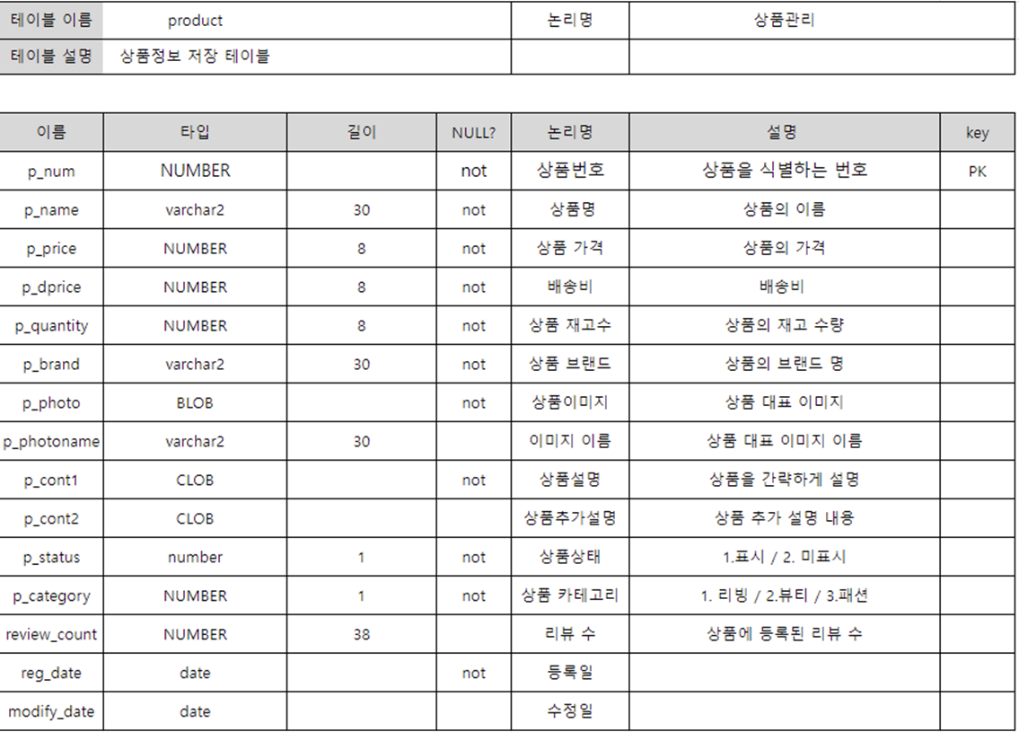 테이블 이름 product 논리명 상품관리
테이블 설명 상품정보 저장 테이블
이름 타입 길이 NULL? 논리명 설명 key
p_num NUMBER not 상품번호 상품을 식별하는 번호 PK
p_name varchar2 30 not 상품명 상품의 이름
p_price NUMBER 8 not 상품 가격 상품의 가격
p_dprice NUMBER 8 not 배송비 배송비
p_quantity NUMBER 8 not 상품 재고수 상품의 재고 수량
p_brand varchar2 30 not 상품 브랜드 상품의 브랜드 명
p_photo BLOB not 상품이미지 상품 대표 이미지
p_photoname varchar2 30 이미지 이름 상품 대표 이미지 이름
p_cont1 CLOB not 상품설명 상품을 간략하게 설명
p_cont2 CLOB 상품추가설명 상품 추가 설명 내용
p_status number 1 not 상품상태 1.표시 / 2. 미표시
p_category NUMBER 1 not 상품 카테고리 1. 리빙 / 2.뷰티 / 3.패션
review_count NUMBER 38 리뷰 수 상품에 등록된 리뷰 수
reg_date date not 등록일
modify_date date 수정일